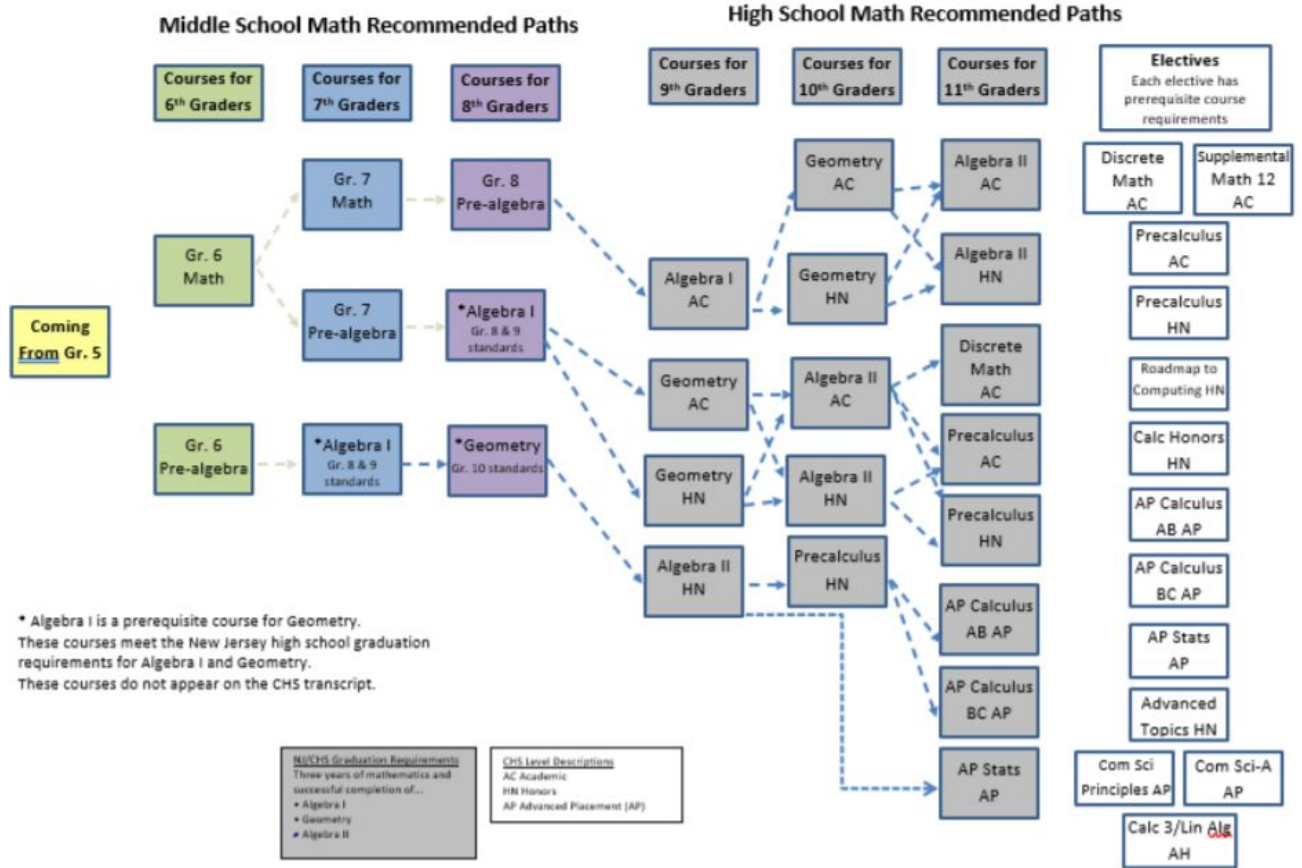 Middle School Math Recommended Paths
High School Math Recommended Paths
Courses for
6th Graders
Courses for
7th Graders
Courses for
8th Graders
Courses for
9th Graders
Courses for
10th Graders
Courses for
11th Graders
Electives
Each elective has
prerequisite course
requirements
Coming
From Gr. 5
Gr. 6
Math
Gr. 6
Pre-algebra
Gr. 7
Math
Gr. 7
Pre-algebra
*Algebra I
Gr. 8 & 9
standards
Gr. 8
Pre-algebra
*Algebra I
Gr. 8 & 9
standards
*Geometry
Gr. 10 standards
Algebra I
AC
Geometry
AC
Geometry
HN
Algebra II
HN
Geometry
AC
Geometry
HN
Algebra II
AC
Algebra II
HN
Precalculus
HN
Algebra II
AC
Algebra II
HN
Discrete
Math
AC
Precalculus
AC
Precalculus
HN
AP Calculus
AB AP
AP Calculus
BC AP
AP Stats
AP
Discrete
Math
AC
Supplemental
Math 12
AC
Precalculus
AC
Precalculus
HN
Roadmap to
Computing HN
Calc Honors
HN
AP Calculus
AB AP
AP Calculus
BC AP
AP Stats
AP
Advanced
Topics HN
Com Sci
Principles AP
Com Sci-A
AP
Calc 3/Lin Alg
AH
* Algebra I is a prerequisite course for Geometry.
These courses meet the New Jersey high school graduation
requirements for Algebra I and Geometry.
These courses do not appear on the CHS transcript.
NJ/CHS Graduation Requirements
Three years of mathematics and
successful completion of...
• Algebra I
• Geometry
• Algebra II
CHS Level Descriptions
AC Academic
HN Honors
AP Advanced Placement (AP)